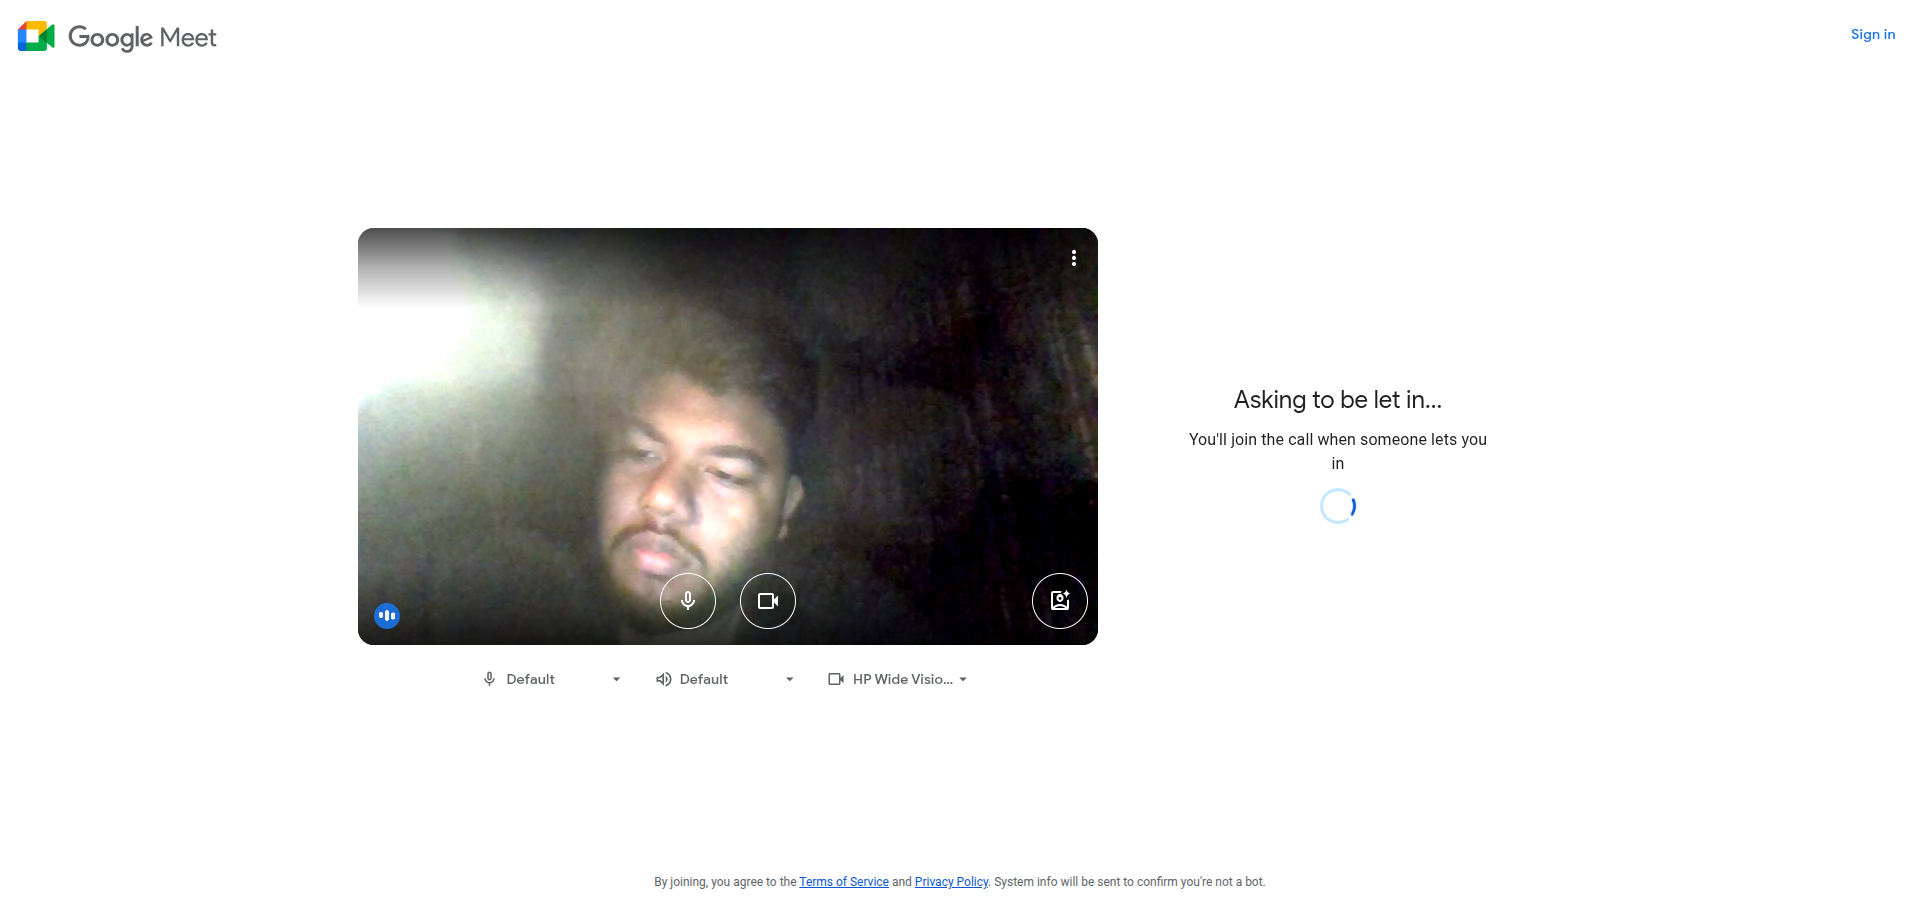 Google Meet
Sign in
Asking to be let in...
You'll join the call when someone lets you
in
Default
Default
HP Wide Visio...
By joining, you agree to the Terms of Service and Privacy Policy. System info will be sent to confirm you're not a bot.